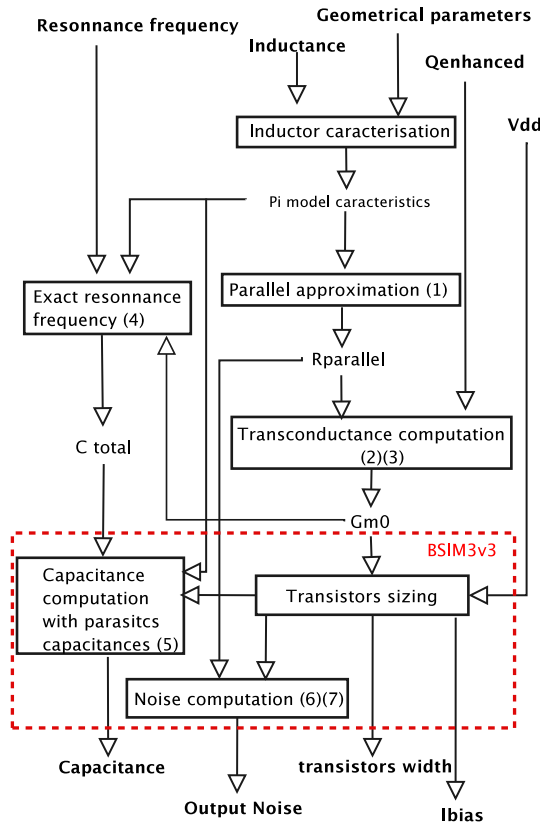 Geometrical parameters
Resonnance frequency
Inductance
Qenhanced
Vdd
Inductor caracterisation
Pi model caracteristics
Exact resonnance
frequency (4)
Parallel approximation (1)
Rparallel
Transconductance computation
(2)(3)
C total
Gm0
BSIM3v3
Capacitance
computation
with parasitcs
capacitances (5)
Transistors sizing
Noise computation (6)(7)
Capacitance
transistors width
Output Noise
Ibias